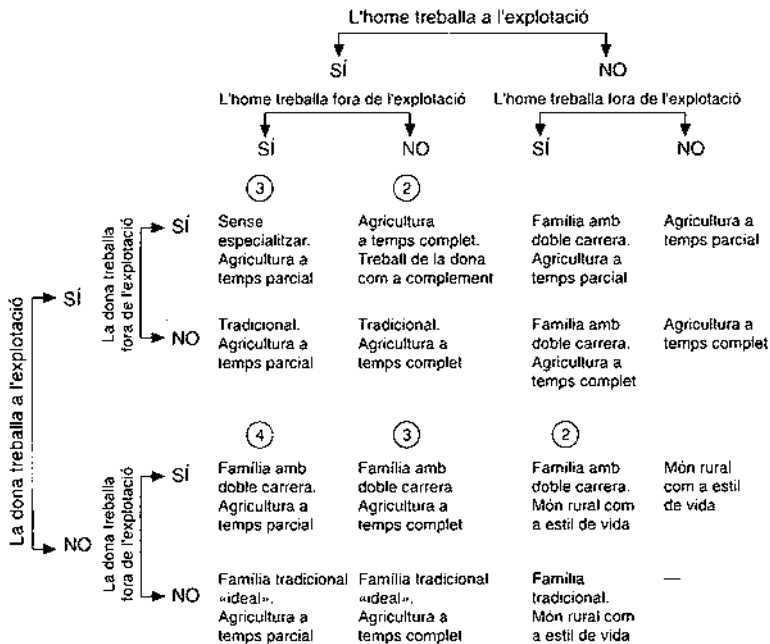 L'home treballa a l'explotació
SÍ
NO
L'home treballa fora de l'explotació
L'home treballa fora de l'explotació
SÍ
NO
SÍ
NO
La dona treballa a l'explotació
SÍ
La dona treballa
fora de l'explotació
SÍ
3
Sense
especialitzar.
Agricultura a
temps parcial
2
Agricultura
a temps complet.
Treball de la dona
com a complement
Família amb
doble carrera.
Agricultura a
temps parcial
Agricultura a
temps parcial
NO
Tradicional.
Agricultura a
temps parcial
Tradicional.
Agricultura a
temps complet
Família amb
doble carrera.
Agricultura a
temps complet
Agricultura a
temps complet
NO
La dona treballa
fora de l'explotació
SÍ
4
Família amb
doble carrera.
Agricultura a
temps parcial
3
Família amb
doble carrera
Agricultura a
temps complet
2
Família amb
doble carrera.
Món rural com
a estil de vida
Món rural
com a estil
de vida
NO
Família tradicional
«ideal».
Agricultura a
temps parcial
Família tradicional
«ideal».
Agricultura a
temps complet
Família
tradicional.
Món rural com
a estil de vida
—